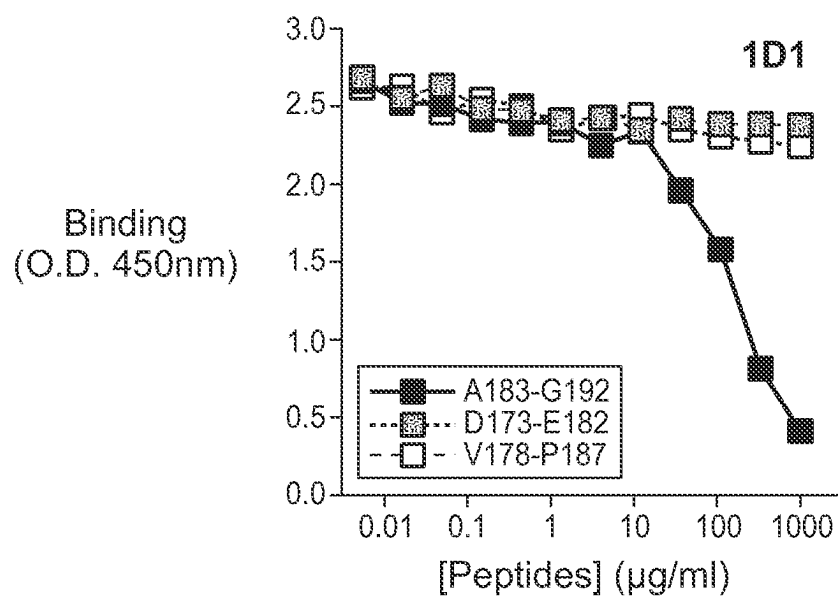 1D1
3.0
2.5
2.0
1.5
1.0
0.5
0.0
Binding
(O.D. 450nm)
A183-G192
D173-E182
V178-P187
0.01 0.1 1 10 100 1000
[Peptides] (µg/ml)